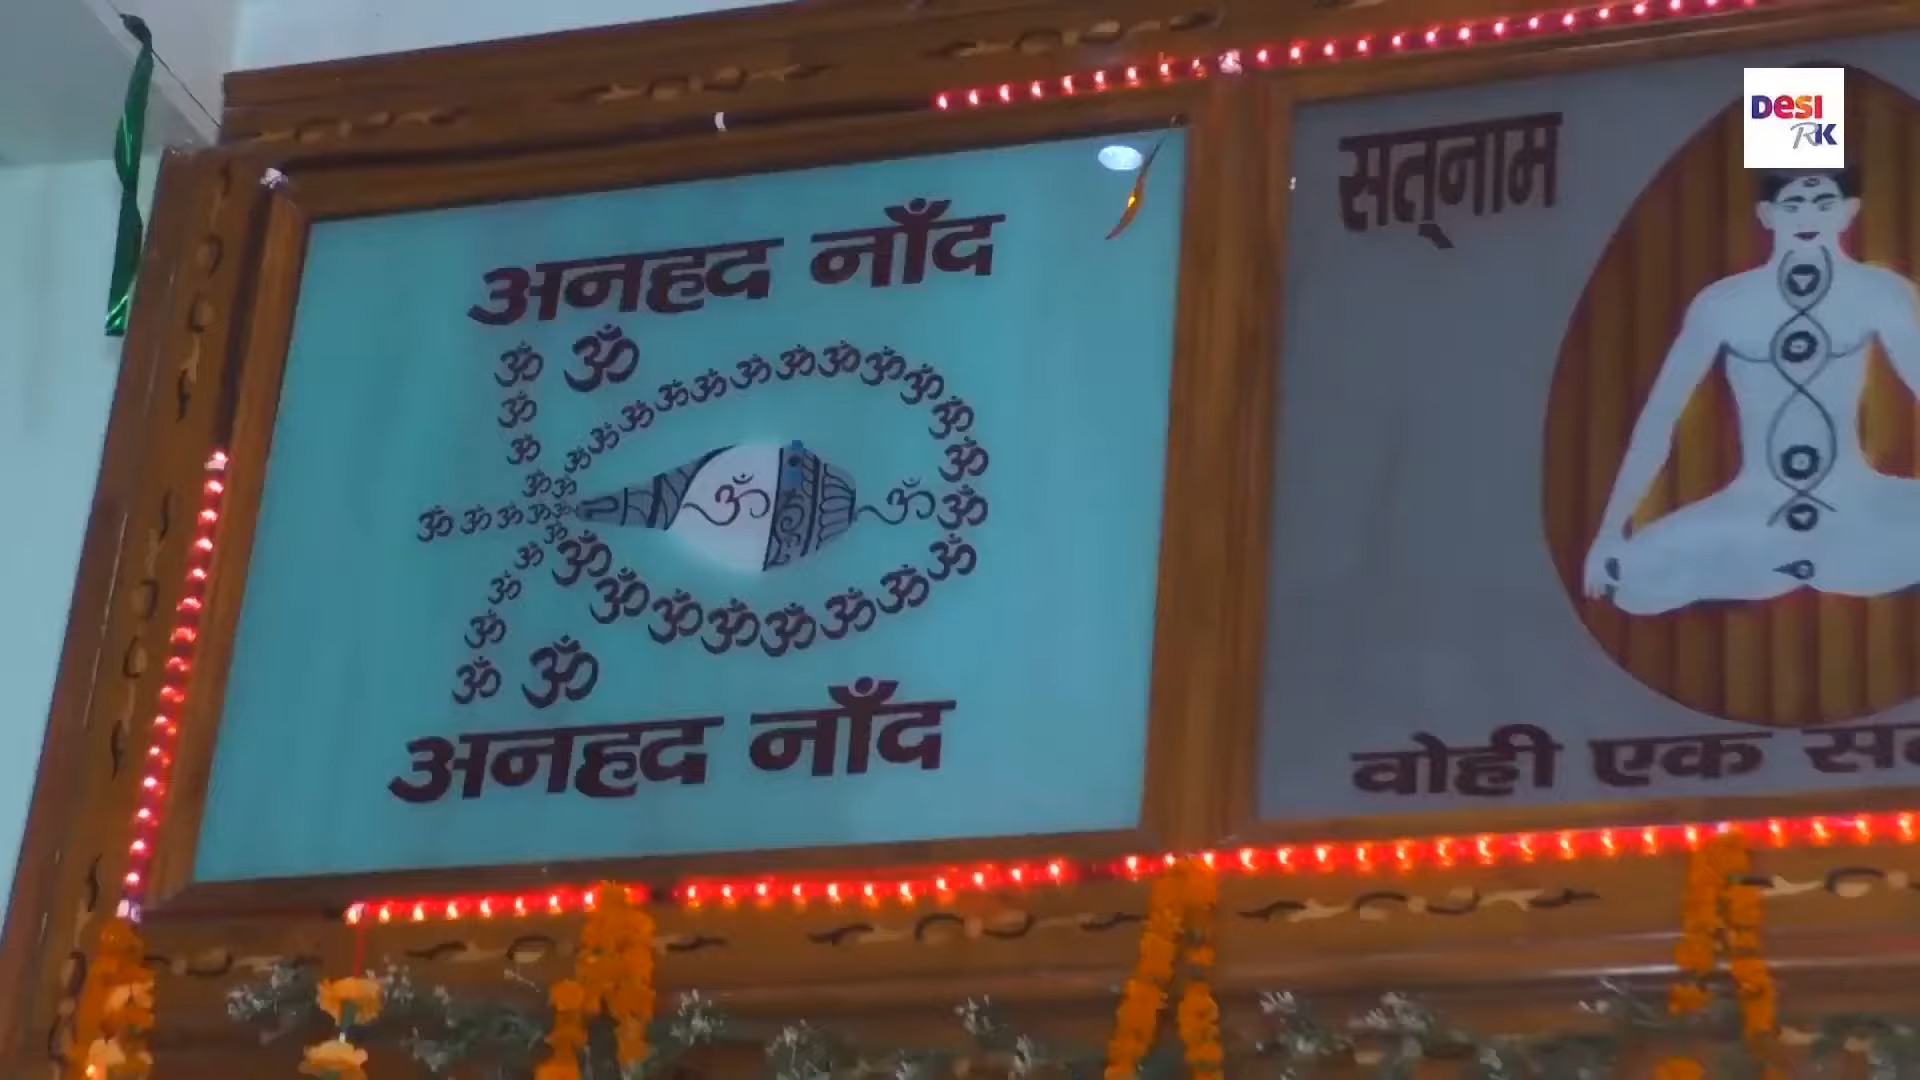 DESI
RK
अनहद नाँद
ॐ ॐ
ॐ ॐ ॐ ॐ ॐ ॐ ॐ ॐ ॐ ॐ
ॐ
ॐ
ॐ ॐ
अनहद नाँद
सत्‌नाम
वोही एक